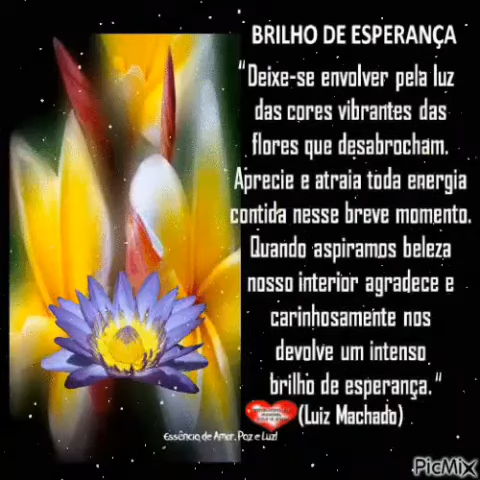 BRILHO DE ESPERANÇA
“Deixe-se envolver pela luz
das cores vibrantes das
flores que desabrocham.
Aprecie e atraia toda energia
contida nesse breve momento.
Quando aspiramos beleza
nosso interior agradece e
carinhosamente nos
devolve um intenso
brilho de esperança.“
(Luiz Machado)
Essência de Amor, Paz e Luz!
PicMix